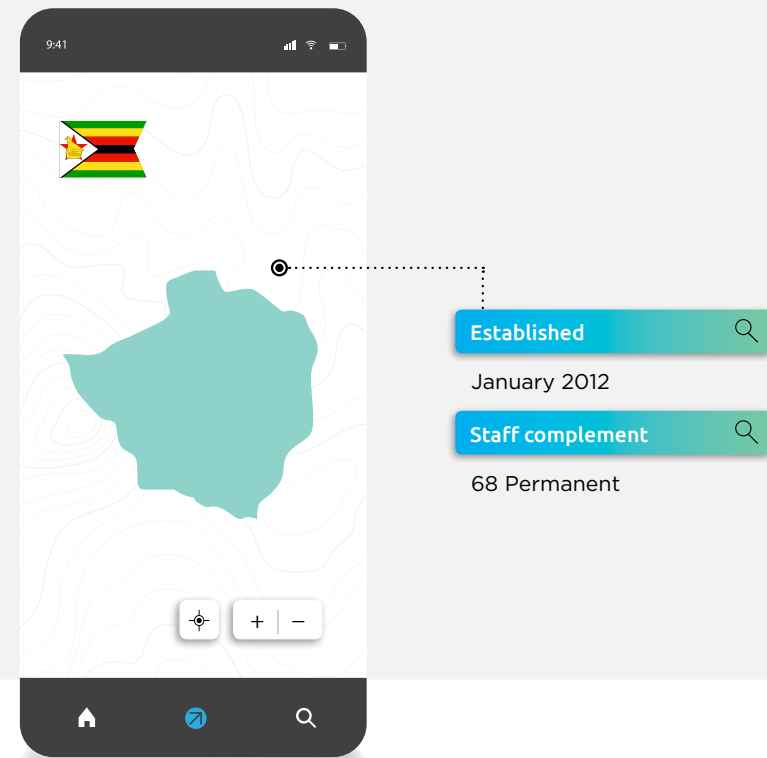 9:41
Established
January 2012
Staff complement
68 Permanent